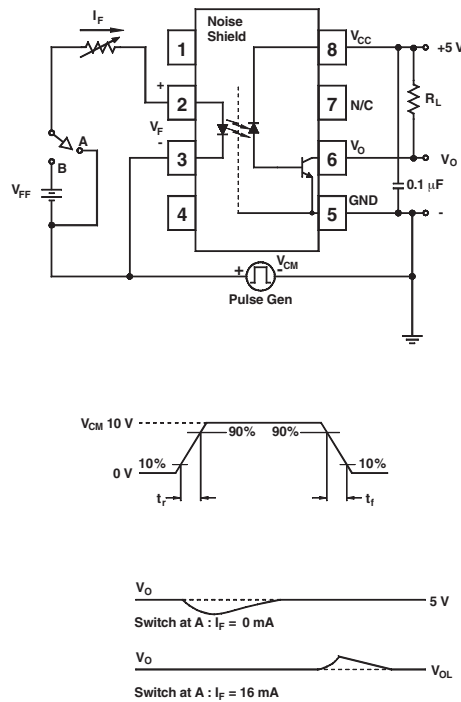 I_F
Noise
Shield
1
8
V_CC
+5 V
+
2
7
N/C
R_L
V_F
A
-
3
6
V_O
V_O
B
V_FF
4
5
GND
0.1 μF
-
+
V_CM
-
Pulse Gen
V_CM 10 V
90%
90%
10%
10%
0 V
t_r
t_f
V_O
5 V
Switch at A : I_F = 0 mA
V_O
V_OL
Switch at A : I_F = 16 mA